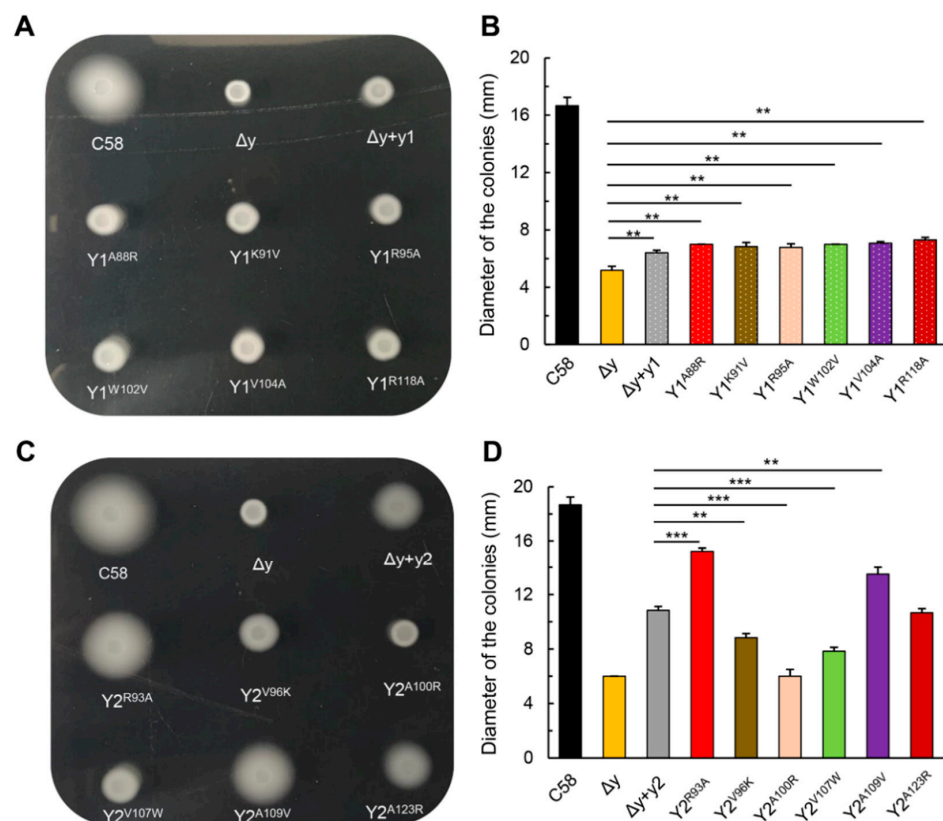 A
C58
Δy
Δy+y1
Y1A88R
Y1K91V
Y1R95A
Y1W102V
Y1V104A
Y1R118A
B
Diameter of the colonies (mm)
20
16
12
8
4
0
**
**
**
**
**
**
**
C58
Δy
Δy+y1
Y1A88R
Y1K91V
Y1R95A
Y1W102V
Y1V104A
Y1R118A
C
C58
Δy
Δy+y2
Y2R93A
Y2V96K
Y2A100R
Y2V107W
Y2A109V
Y2A123R
D
Diameter of the colonies (mm)
20
16
12
8
4
0
**
***
***
**
***
C58
Δy
Δy+y2
Y2R93A
Y2V96K
Y2A100R
Y2V107W
Y2A109V
Y2A123R